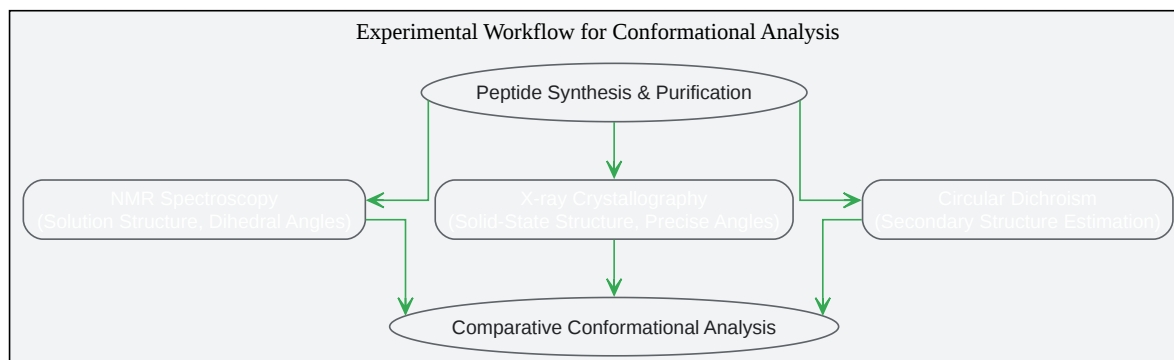 Experimental Workflow for Conformational Analysis
Peptide Synthesis & Purification
NMR Spectroscopy
(Solution Structure, Dihedral Angles)
X-ray Crystallography
(Solid-State Structure, Precise Angles)
Circular Dichroism
(Secondary Structure Estimation)
Comparative Conformational Analysis